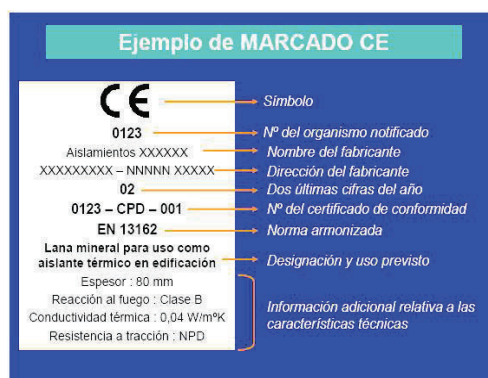 Ejemplo de MARCADO CE
CE
Símbolo
0123
Nº del organismo notificado
Aislamientos XXXXXX
Nombre del fabricante
XXXXXXXXX – NNNNN XXXXX
Dirección del fabricante
02
Dos últimas cifras del año
0123 – CPD – 001
Nº del certificado de conformidad
EN 13162
Norma armonizada
Lana mineral para uso como
aislante térmico en edificación
Designación y uso previsto
Espesor : 80 mm
Reacción al fuego : Clase B
Conductividad térmica : 0,04 W/mºK
Resistencia a tracción : NPD
Información adicional relativa a las
características técnicas